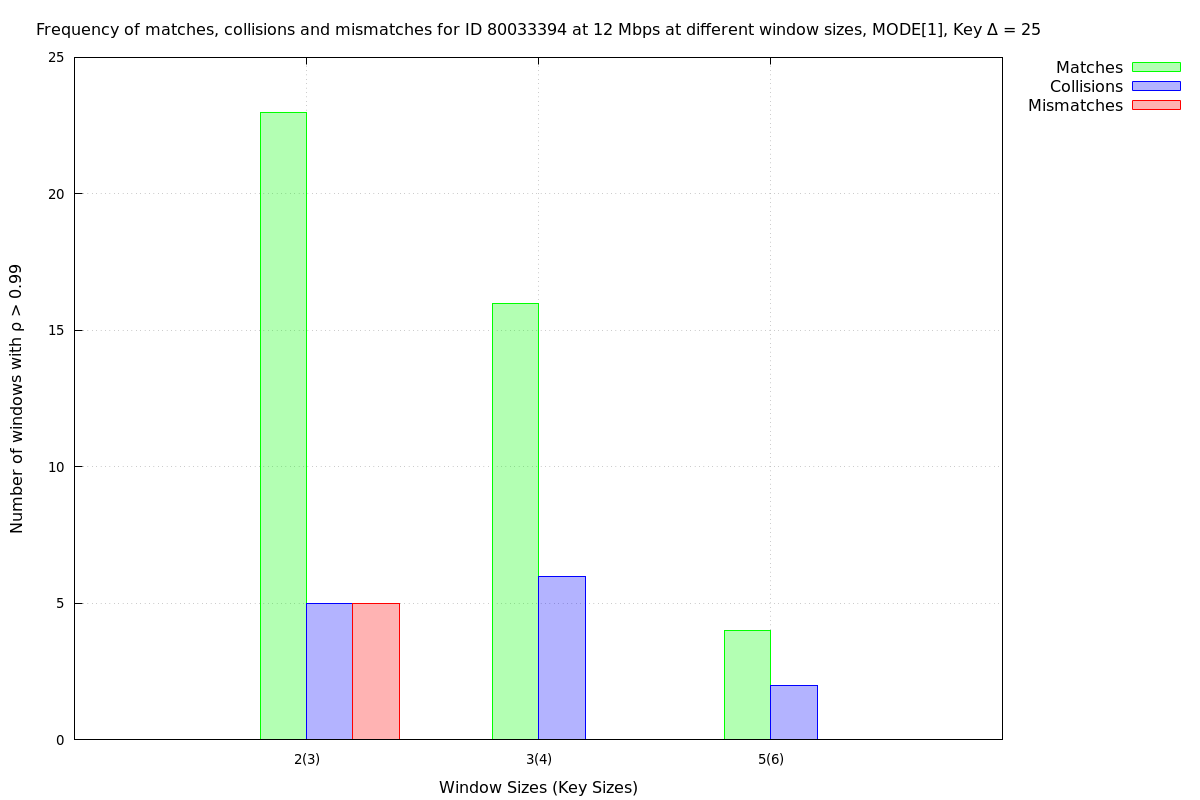 Frequency of matches, collisions and mismatches for ID 80033394 at 12 Mbps at different window sizes, MODE[1], Key Δ = 25
Matches
Collisions
Mismatches
Number of windows with ρ > 0.99
25
20
15
10
5
0
2(3)
3(4)
5(6)
Window Sizes (Key Sizes)